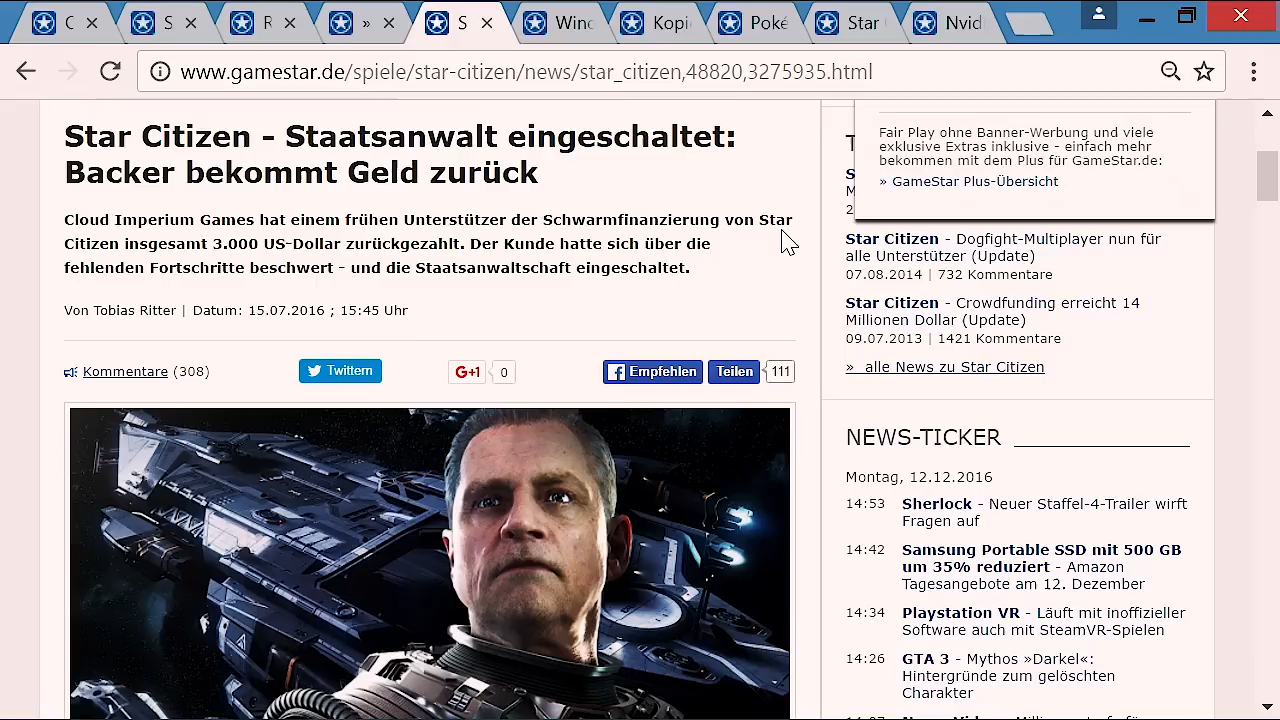 C
S
R
»
S
Winc
Kopi
Poké
Star
Nvid
www.gamestar.de/spiele/star-citizen/news/star_citizen,48820,3275935.html
Star Citizen - Staatsanwalt eingeschaltet:
Backer bekommt Geld zurück
Cloud Imperium Games hat einem frühen Unterstützer der Schwarmfinanzierung von Star
Citizen insgesamt 3.000 US-Dollar zurückgezahlt. Der Kunde hatte sich über die
fehlenden Fortschritte beschwert - und die Staatsanwaltschaft eingeschaltet.
Von Tobias Ritter | Datum: 15.07.2016 ; 15:45 Uhr
Kommentare (308)
Twittern
G+1 0
Empfehlen Teilen 111
Fair Play ohne Banner-Werbung und viele
exklusive Extras inklusive - einfach mehr
bekommen mit dem Plus für GameStar.de:
» GameStar Plus-Übersicht
Star Citizen - Dogfight-Multiplayer nun für
alle Unterstützer (Update)
07.08.2014 | 732 Kommentare
Star Citizen - Crowdfunding erreicht 14
Millionen Dollar (Update)
09.07.2013 | 1421 Kommentare
» alle News zu Star Citizen
NEWS-TICKER
Montag, 12.12.2016
14:53 Sherlock - Neuer Staffel-4-Trailer wirft
Fragen auf
14:42 Samsung Portable SSD mit 500 GB
um 35% reduziert - Amazon
Tagesangebote am 12. Dezember
14:34 Playstation VR - Läuft mit inoffizieller
Software auch mit SteamVR-Spielen
14:26 GTA 3 - Mythos »Darkel«:
Hintergründe zum gelöschten
Charakter